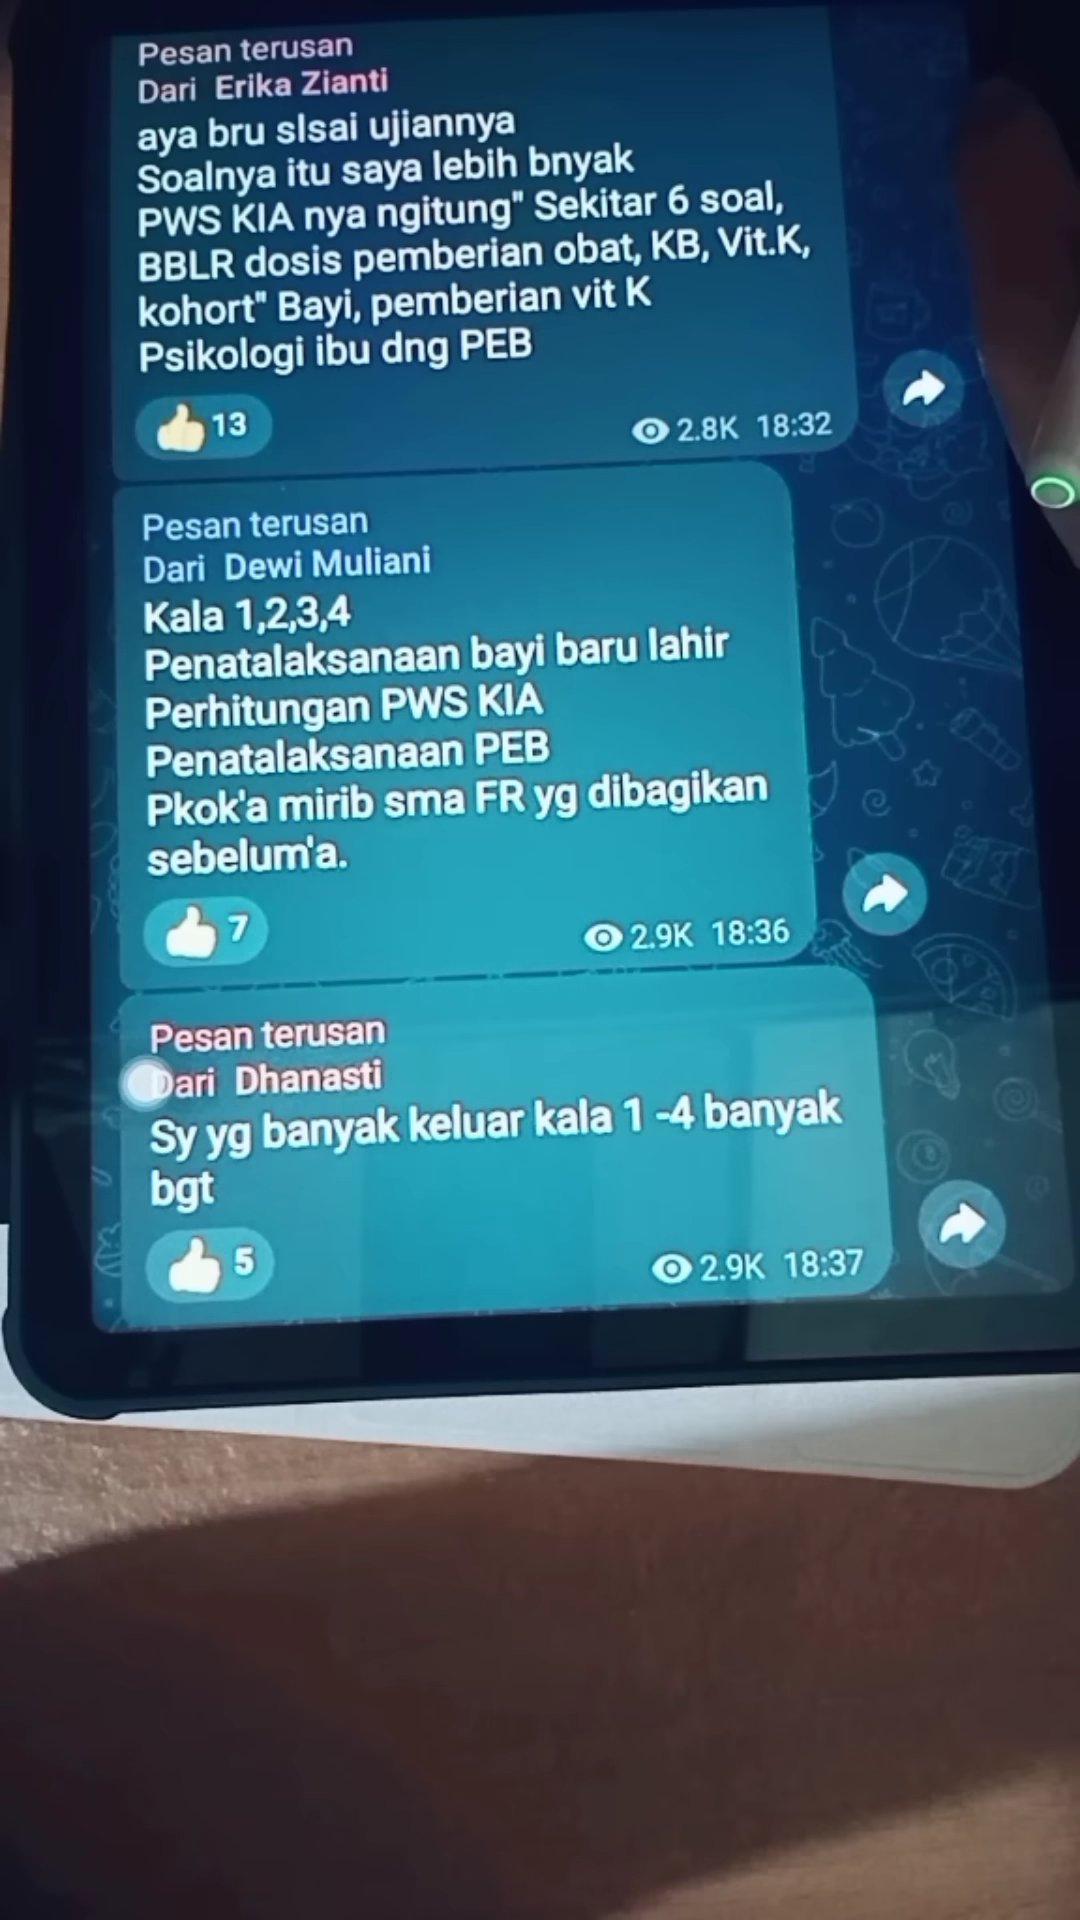 Pesan terusan
Dari Erika Zianti
aya bru slsai ujiannya
Soalnya itu saya lebih bnyak
PWS KIA nya ngitung" Sekitar 6 soal,
BBLR dosis pemberian obat, KB, Vit.K,
kohort" Bayi, pemberian vit K
Psikologi ibu dng PEB
13
2.8K 18:32
Pesan terusan
Dari Dewi Muliani
Kala 1,2,3,4
Penatalaksanaan bayi baru lahir
Perhitungan PWS KIA
Penatalaksanaan PEB
Pkok'a mirib sma FR yg dibagikan
sebelum'a.
7
2.9K 18:36
Pesan terusan
Dari Dhanasti
Sy yg banyak keluar kala 1 -4 banyak
bgt
5
2.9K 18:37